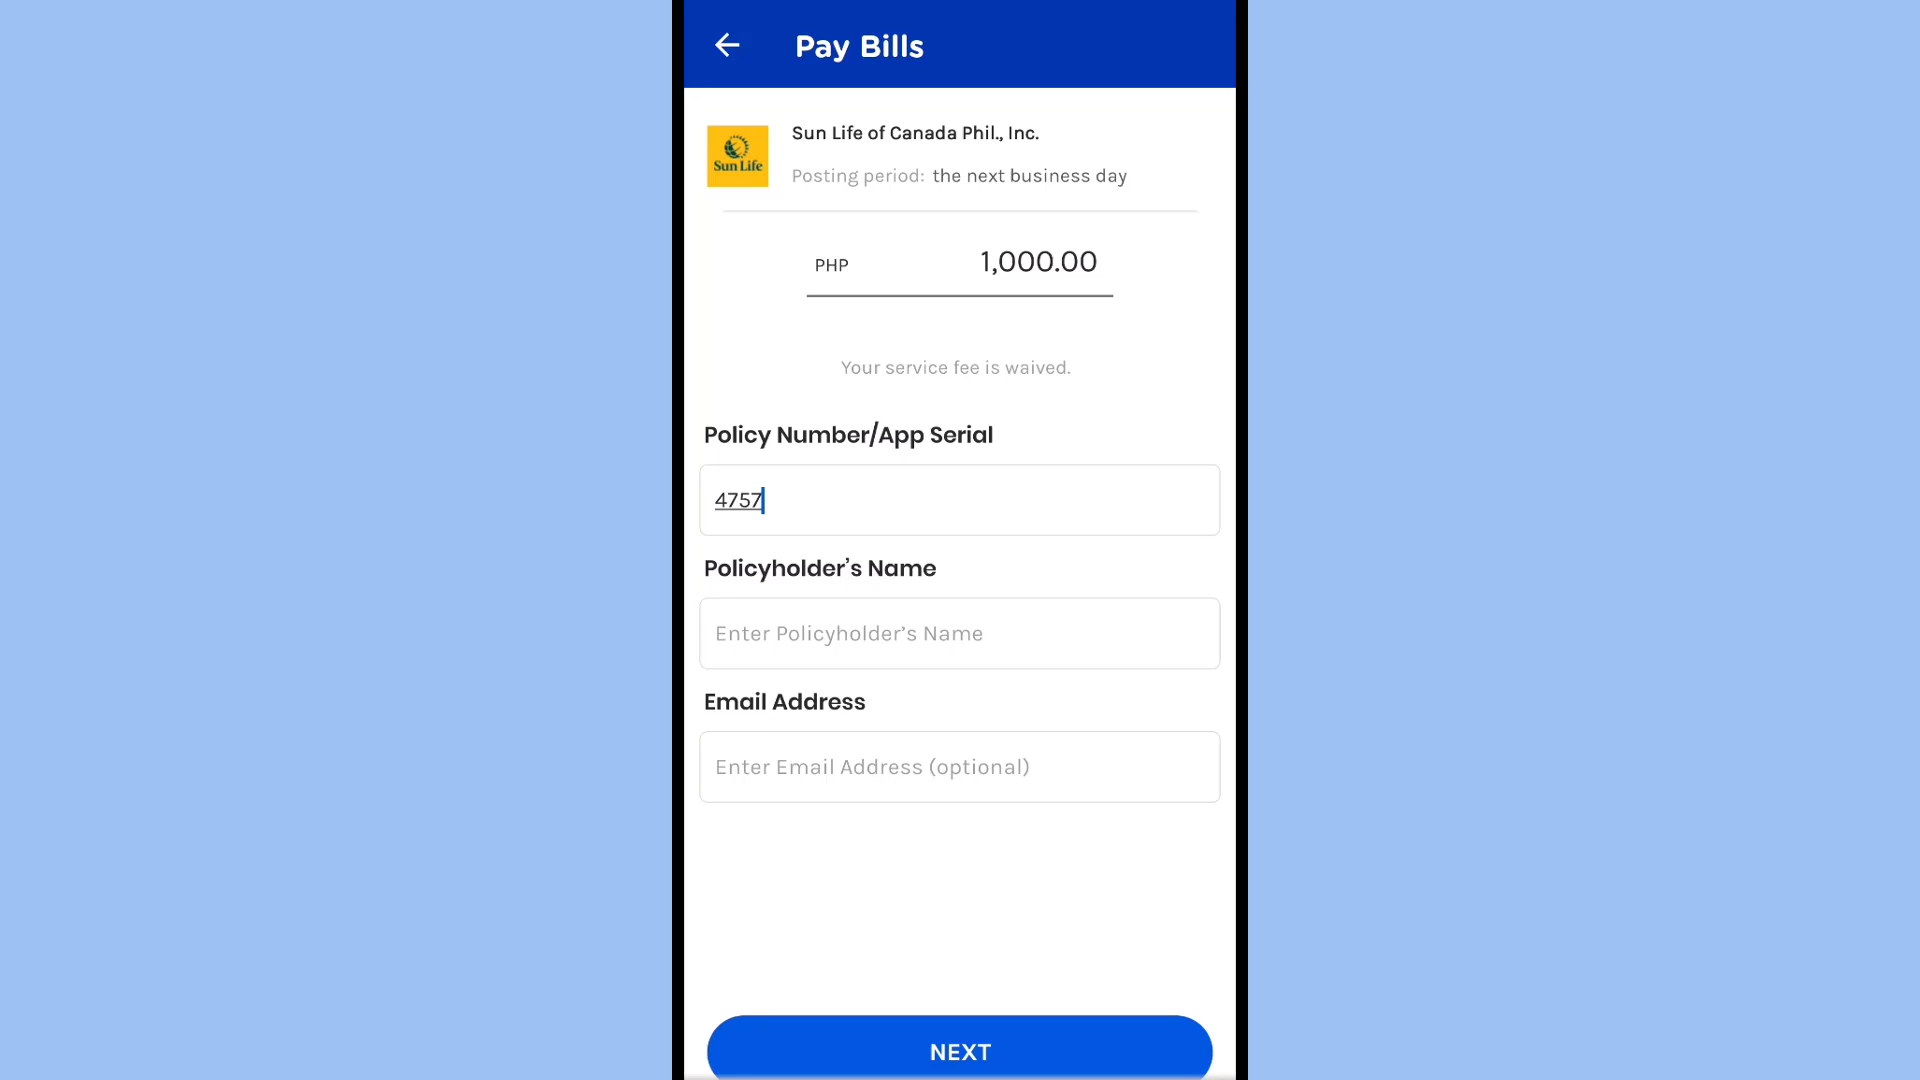 Pay Bills
Sun Life
Sun Life of Canada Phil., Inc.
Posting period: the next business day
PHP 1,000.00
Your service fee is waived.
Policy Number/App Serial
4757
Policyholder’s Name
Enter Policyholder’s Name
Email Address
Enter Email Address (optional)
NEXT